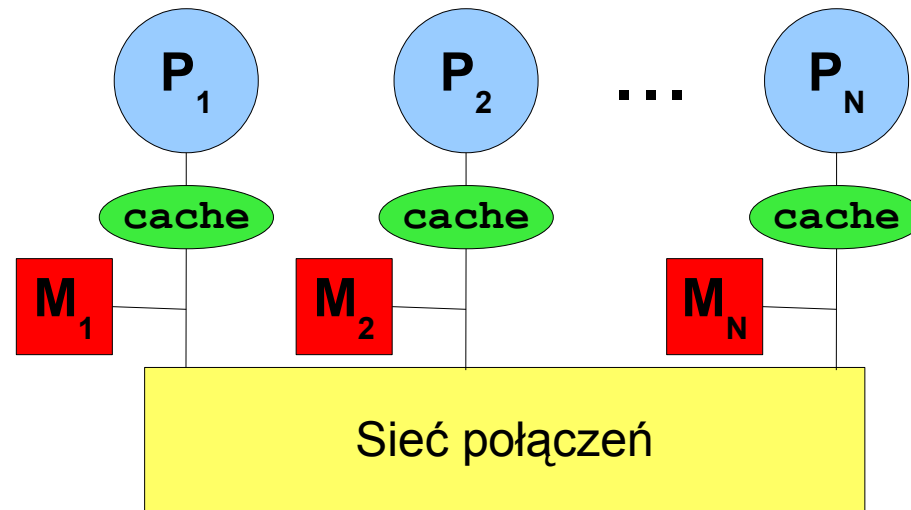 P1 P2 ... PN
cache cache cache
M1 M2 MN
Sieć połączeń